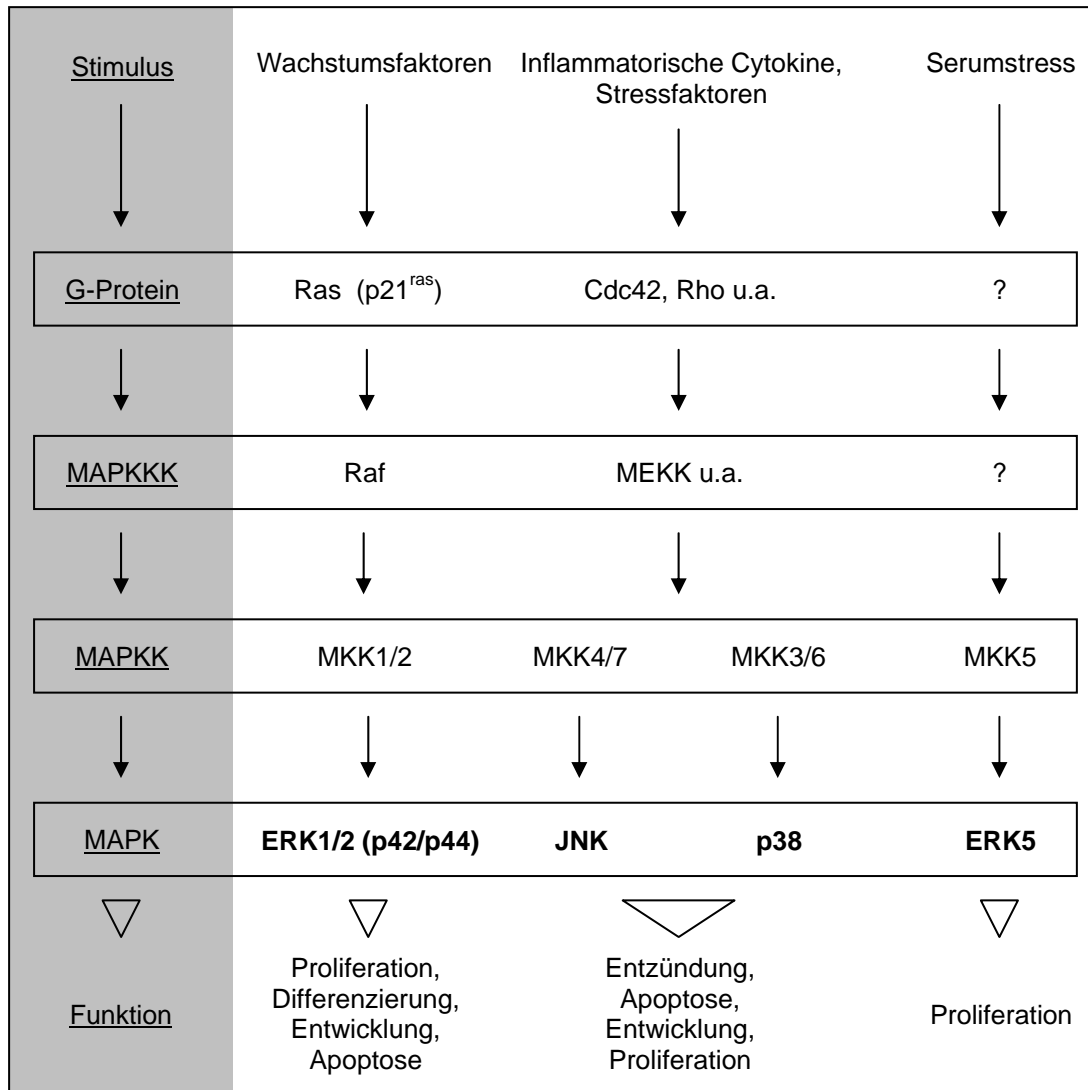 Stimulus Wachstumsfaktoren Inflammatorische Cytokine, Serumstress
Stressfaktoren
G-Protein Ras (p21ras) Cdc42, Rho u.a. ?
MAPKKK Raf MEKK u.a. ?
MAPKK MKK1/2 MKK4/7 MKK3/6 MKK5
MAPK ERK1/2 (p42/p44) JNK p38 ERK5
Funktion
Proliferation,
Differenzierung,
Entwicklung,
Apoptose
Entzündung,
Apoptose,
Entwicklung,
Proliferation
Proliferation